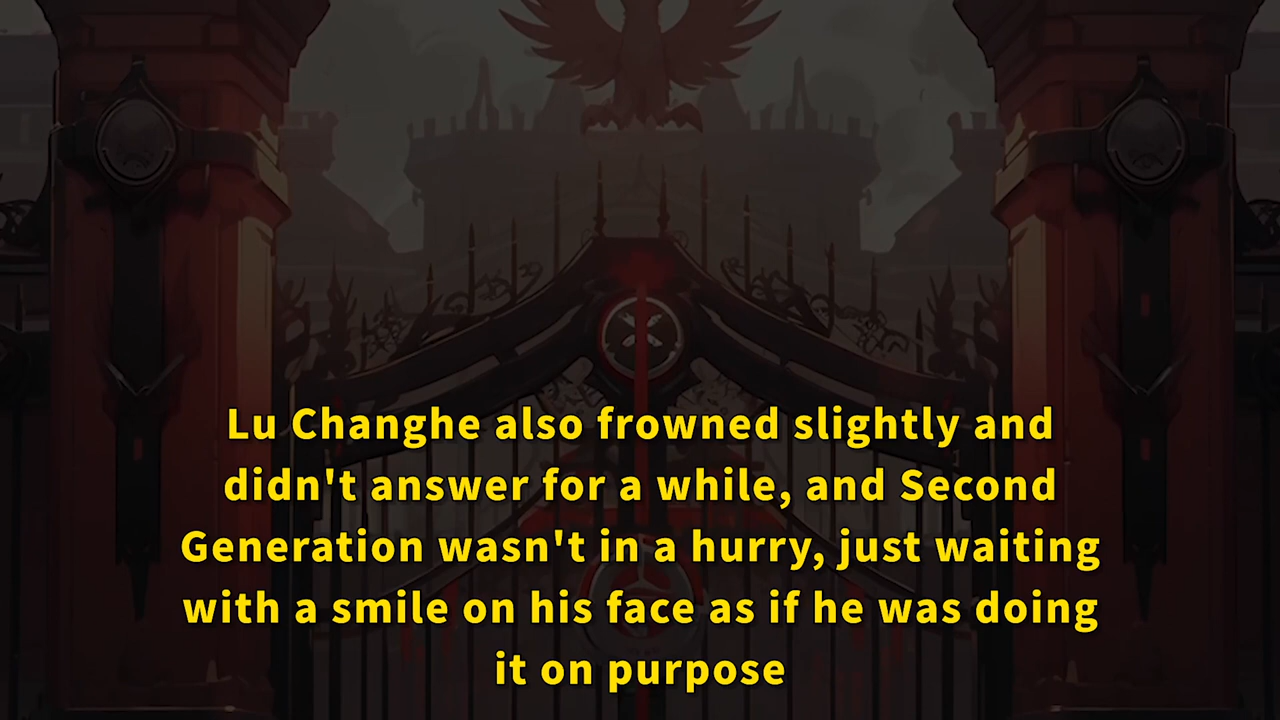 Lu Changhe also frowned slightly and
didn't answer for a while, and Second
Generation wasn't in a hurry, just waiting
with a smile on his face as if he was doing
it on purpose